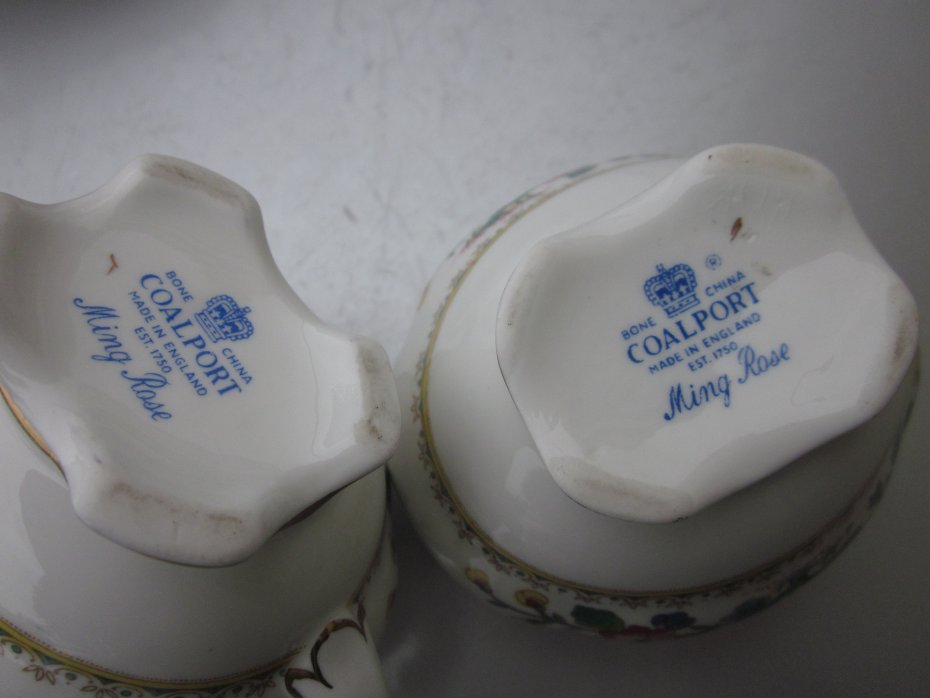 BONE CHINA
COALPORT
MADE IN ENGLAND
EST. 1750
Ming Rose
®
BONE CHINA
COALPORT
MADE IN ENGLAND
EST. 1750
Ming Rose